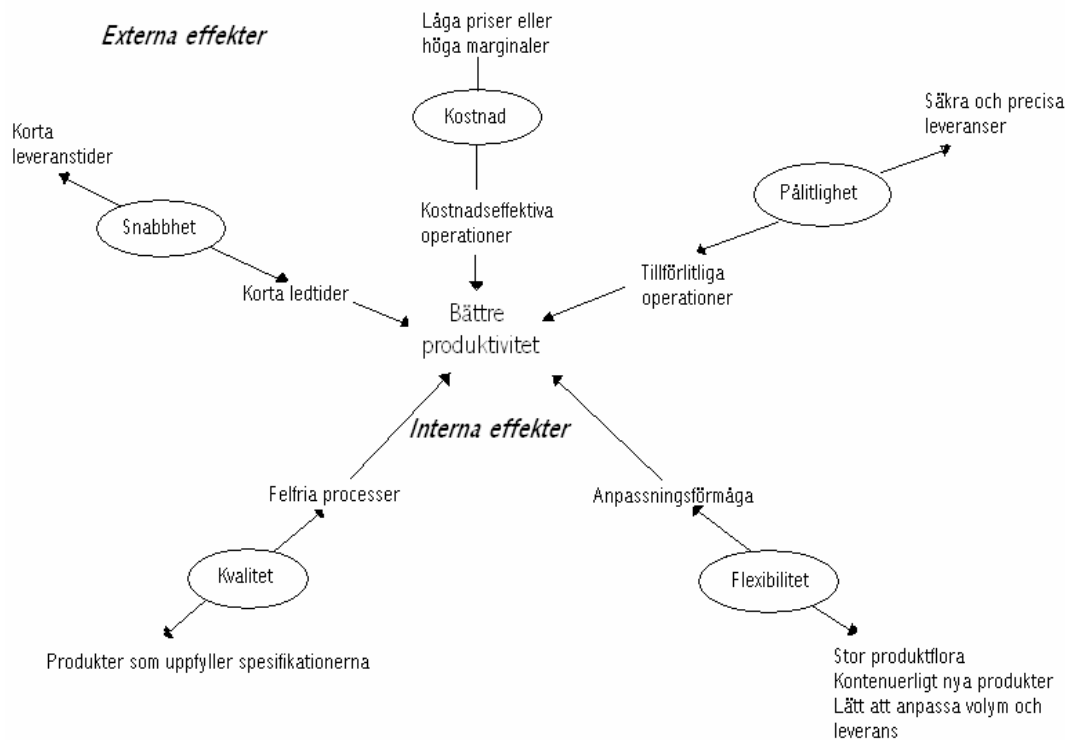 Externa effekter
Låga priser eller
höga marginaler
Kostnad
Säkra och precisa
leveranser
Korta
leveranstider
Pålitlighet
Snabbhet
Kostnadseffektiva
operationer
Korta ledtider
Tillförlitliga
operationer
Bättre
produktivitet
Interna effekter
Felfria processer
Anpassningsförmåga
Kvalitet
Flexibilitet
Produkter som uppfyller spesifikationerna
Stor produktflora
Kontenuerligt nya produkter
Lätt att anpassa volym och
leverans